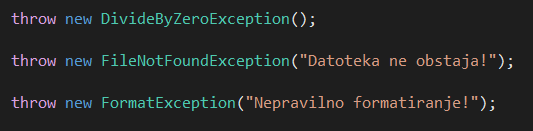 throw new DivideByZeroException();
throw new FileNotFoundException("Datoteka ne obstaja!");
throw new FormatException("Nepravilno formatiranje!");